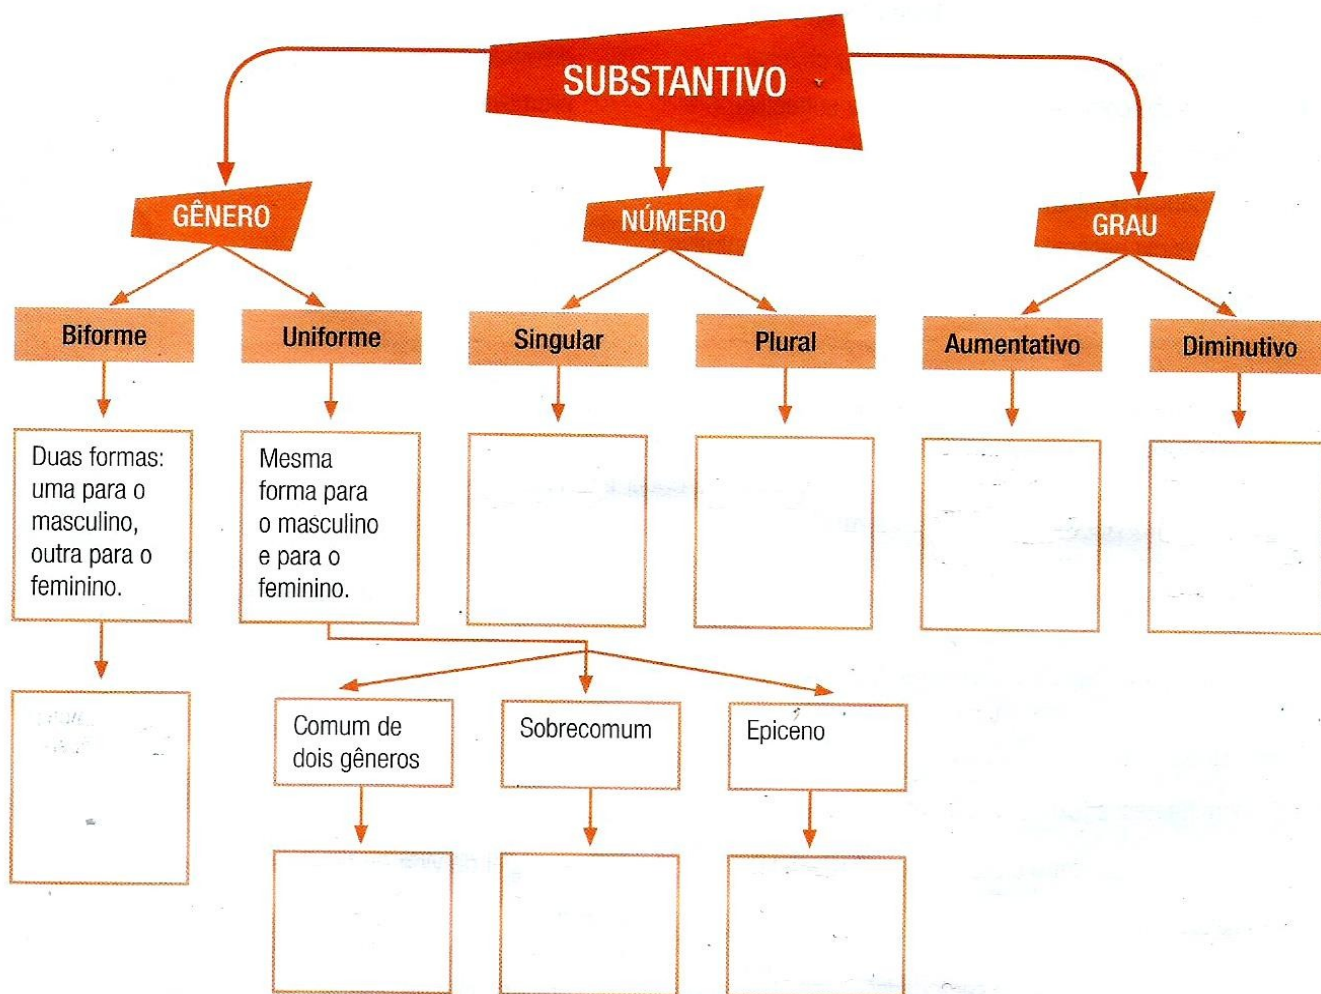 SUBSTANTIVO
GÊNERO
NÚMERO
GRAU
Biforme
Uniforme
Singular
Plural
Aumentativo
Diminutivo
Duas formas:
uma para o
masculino,
outra para o
feminino.
Mesma
forma para
o masculino
e para o
feminino.
Comum de
dois gêneros
Sobrecomum
Epiceno